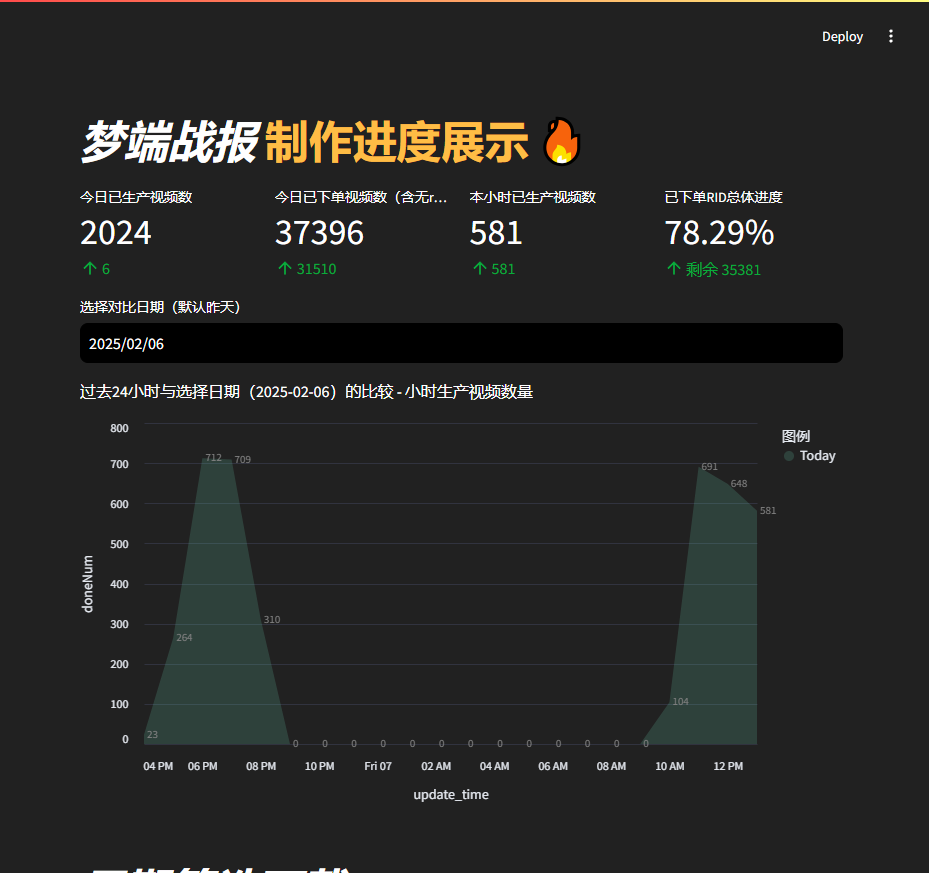 Deploy
梦端战报 制作进度展示
今日已生产视频数
2024
6
今日已下单视频数（含无r...
37396
31510
本小时已生产视频数
581
581
已下单RID总体进度
78.29%
剩余 35381
选择对比日期（默认昨天）
2025/02/06
过去24小时与选择日期（2025-02-06）的比较 - 小时生产视频数量
800
700
600
500
400
300
200
100
0
doneNum
23
264
712
709
310
0 0 0 0 0 0 0 0 0 0 0 0 0
104
691
648
581
04 PM 06 PM 08 PM 10 PM Fri 07 02 AM 04 AM 06 AM 08 AM 10 AM 12 PM
update_time
图例
Today